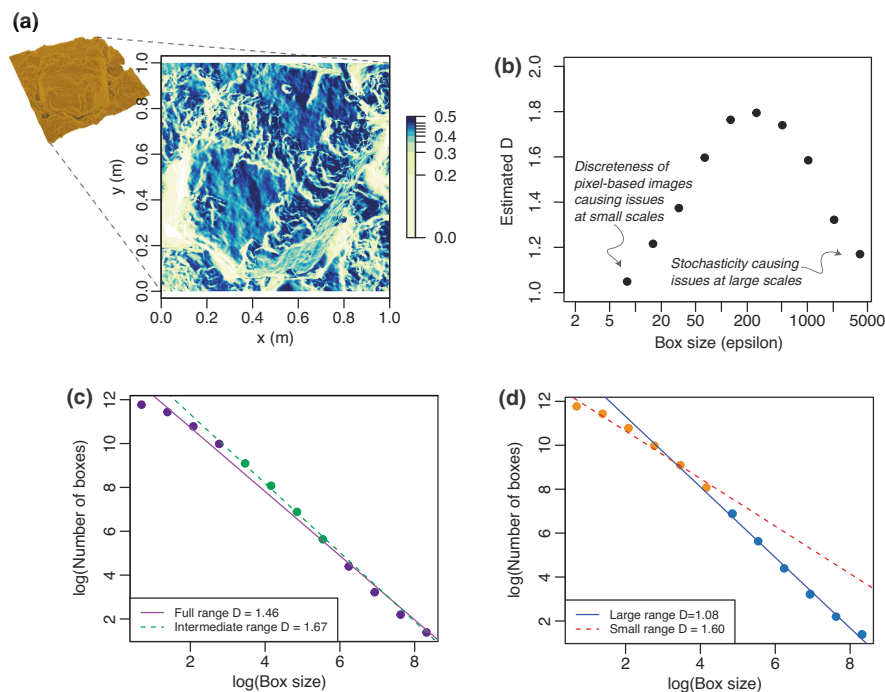 (a)
1.0
0.8
0.6
0.4
0.2
0.0
y (m)
0.0 0.2 0.4 0.6 0.8 1.0
x (m)
0.5
0.4
0.3
0.2
0.0
(b)
2.0
1.8
1.6
1.4
1.2
1.0
Estimated D
Discreteness of
pixel-based images
causing issues
at small scales
Stochasticity causing
issues at large scales
2 5 20 50 200 1000 5000
Box size (epsilon)
(c)
12
10
8
6
4
2
log(Number of boxes)
Full range D = 1.46
Intermediate range D = 1.67
2 4 6 8
log(Box size)
(d)
12
10
8
6
4
2
log(Number of boxes)
Large range D=1.08
Small range D = 1.60
2 4 6 8
log(Box size)